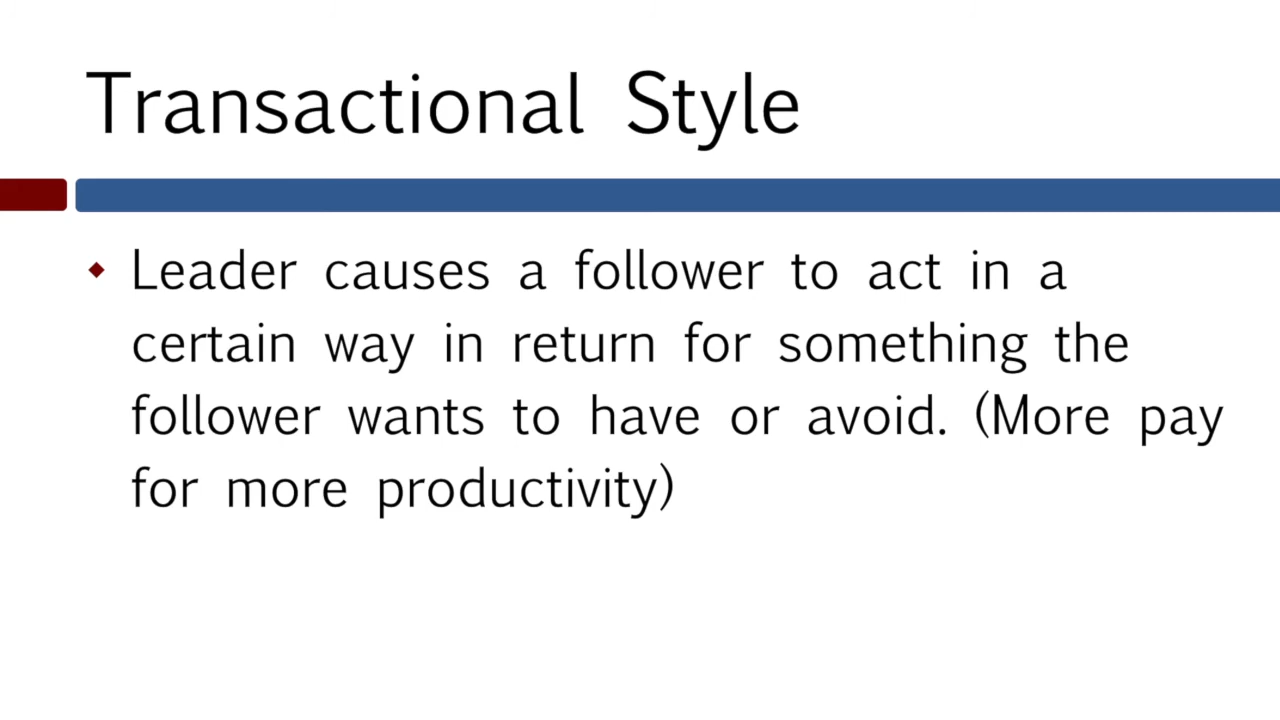 Transactional Style
Leader causes a follower to act in a
certain way in return for something the
follower wants to have or avoid. (More pay
for more productivity)